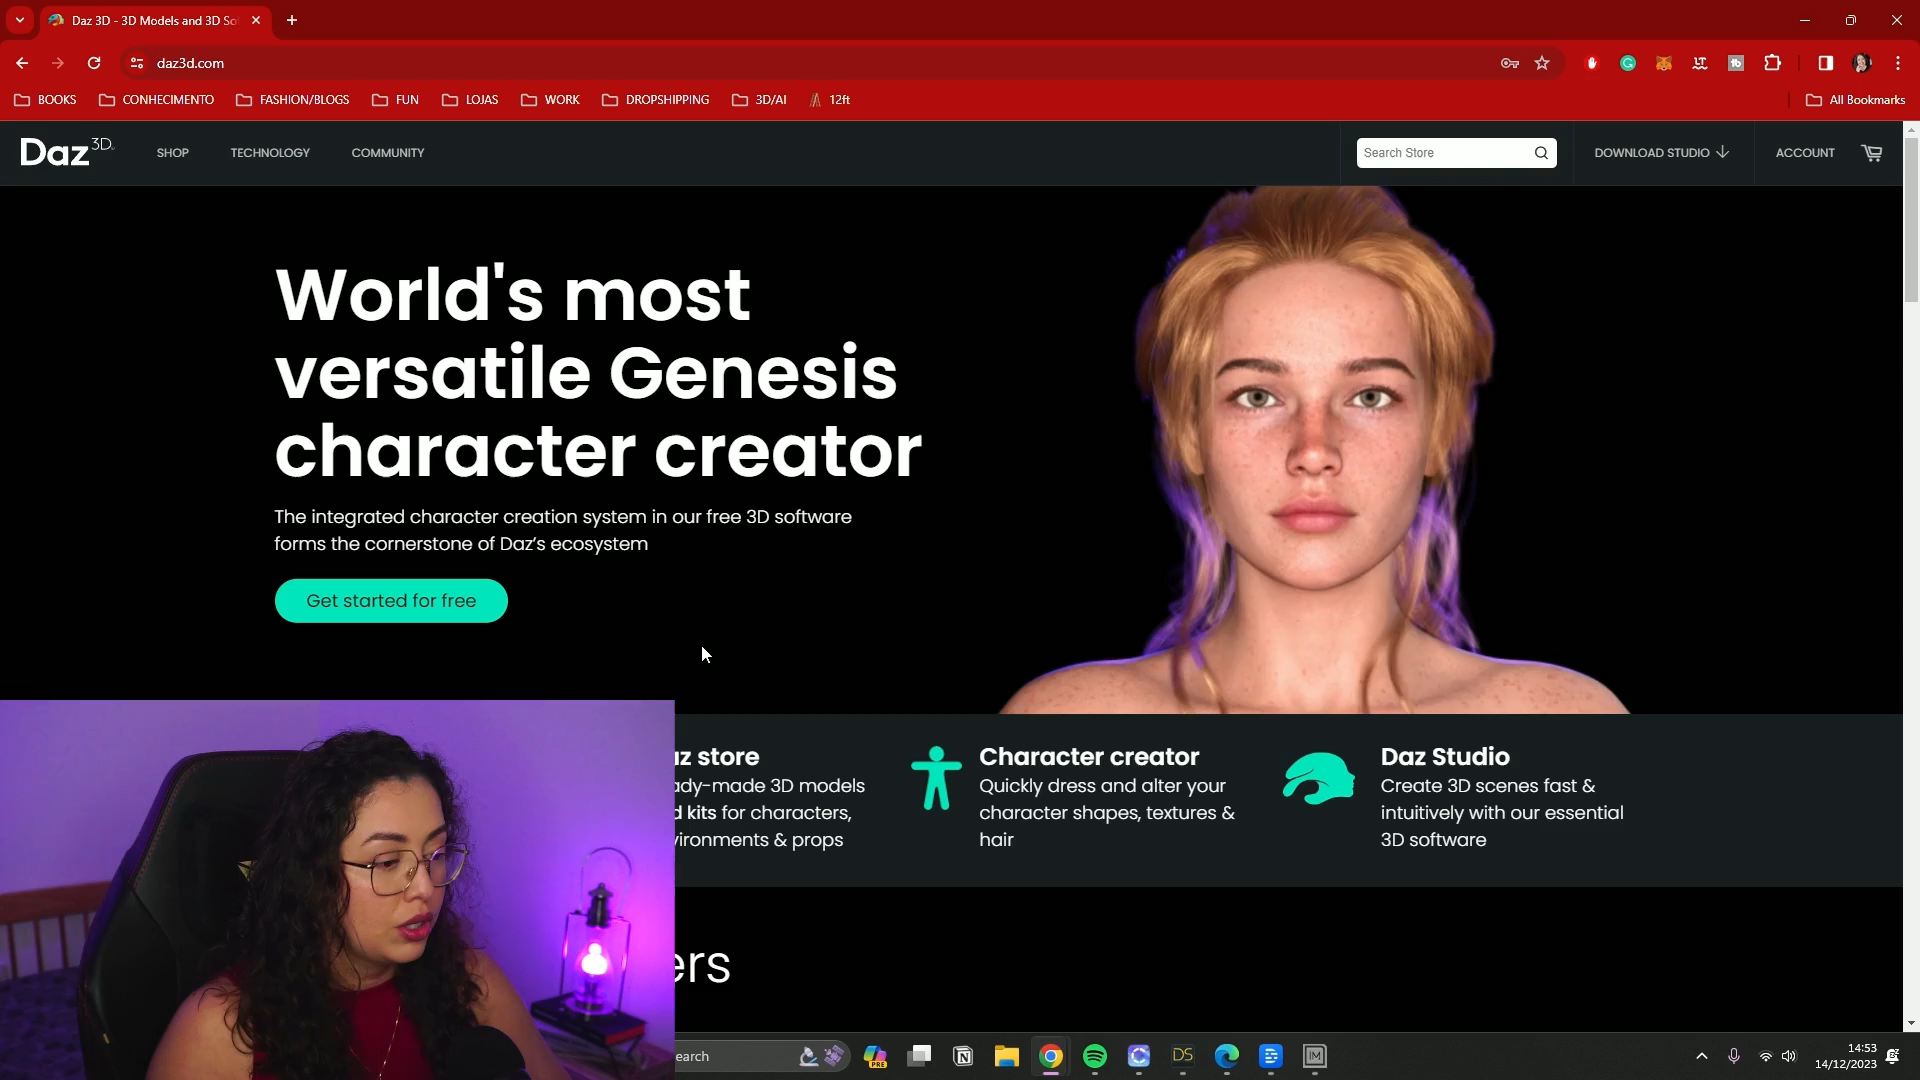 Daz 3D - 3D Models and 3D So
daz3d.com
BOOKS CONHECIMENTO FASHION/BLOGS FUN LOJAS WORK DROPSHIPPING 3D/AI 12ft All Bookmarks
Daz 3D SHOP TECHNOLOGY COMMUNITY Search Store DOWNLOAD STUDIO ACCOUNT
World's most
versatile Genesis
character creator
The integrated character creation system in our free 3D software
forms the cornerstone of Daz's ecosystem
Get started for free
az store
ady-made 3D models
d kits for characters,
vironments & props
Character creator
Quickly dress and alter your
character shapes, textures &
hair
Daz Studio
Create 3D scenes fast &
intuitively with our essential
3D software
ers
earch
PRE
DS
IM
14:53
14/12/2023